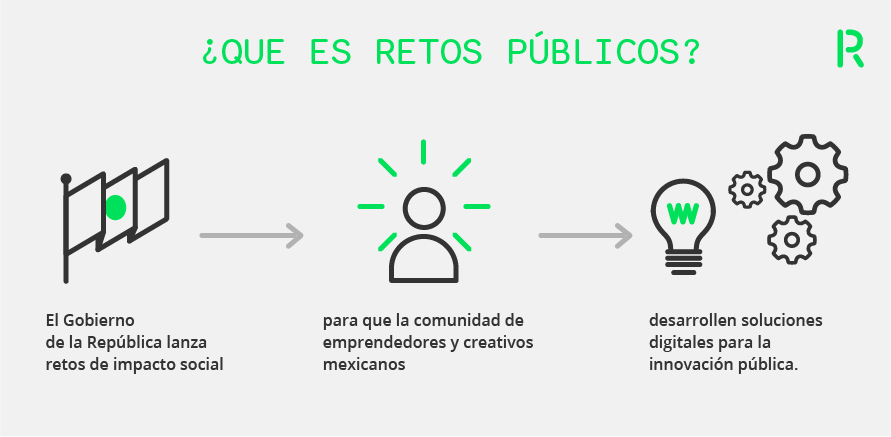 ¿QUE ES RETOS PÚBLICOS?
R
El Gobierno
de la República lanza
retos de impacto social
para que la comunidad de
emprendedores y creativos
mexicanos
desarrollen soluciones
digitales para la
innovación pública.